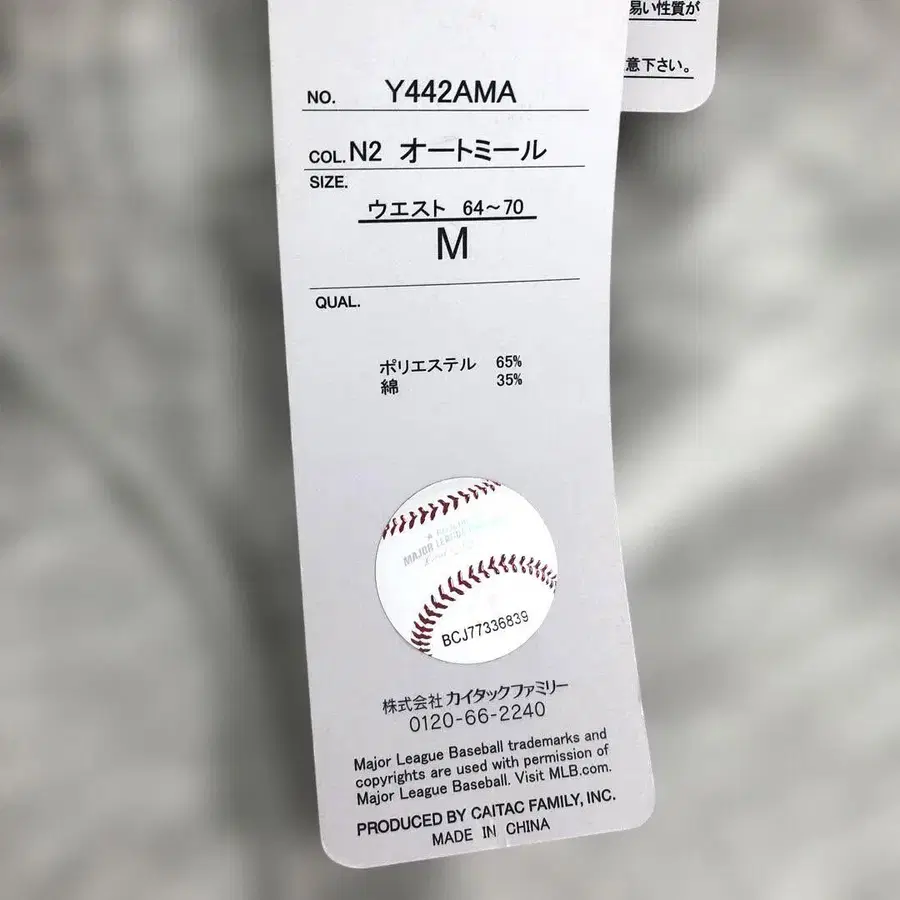 易い性質が
意下さい。
NO. Y442AMA
COL. N2 オートミール
SIZE.
ウエスト 64～70
M
QUAL.
ポリエステル 65%
綿 35%
MAJOR LEAGUE
BCJ77336839
株式会社カイタックファミリー
0120-66-2240
Major League Baseball trademarks and
copyrights are used with permission of
Major League Baseball. Visit MLB.com.
PRODUCED BY CAITAC FAMILY, INC.
MADE IN CHINA